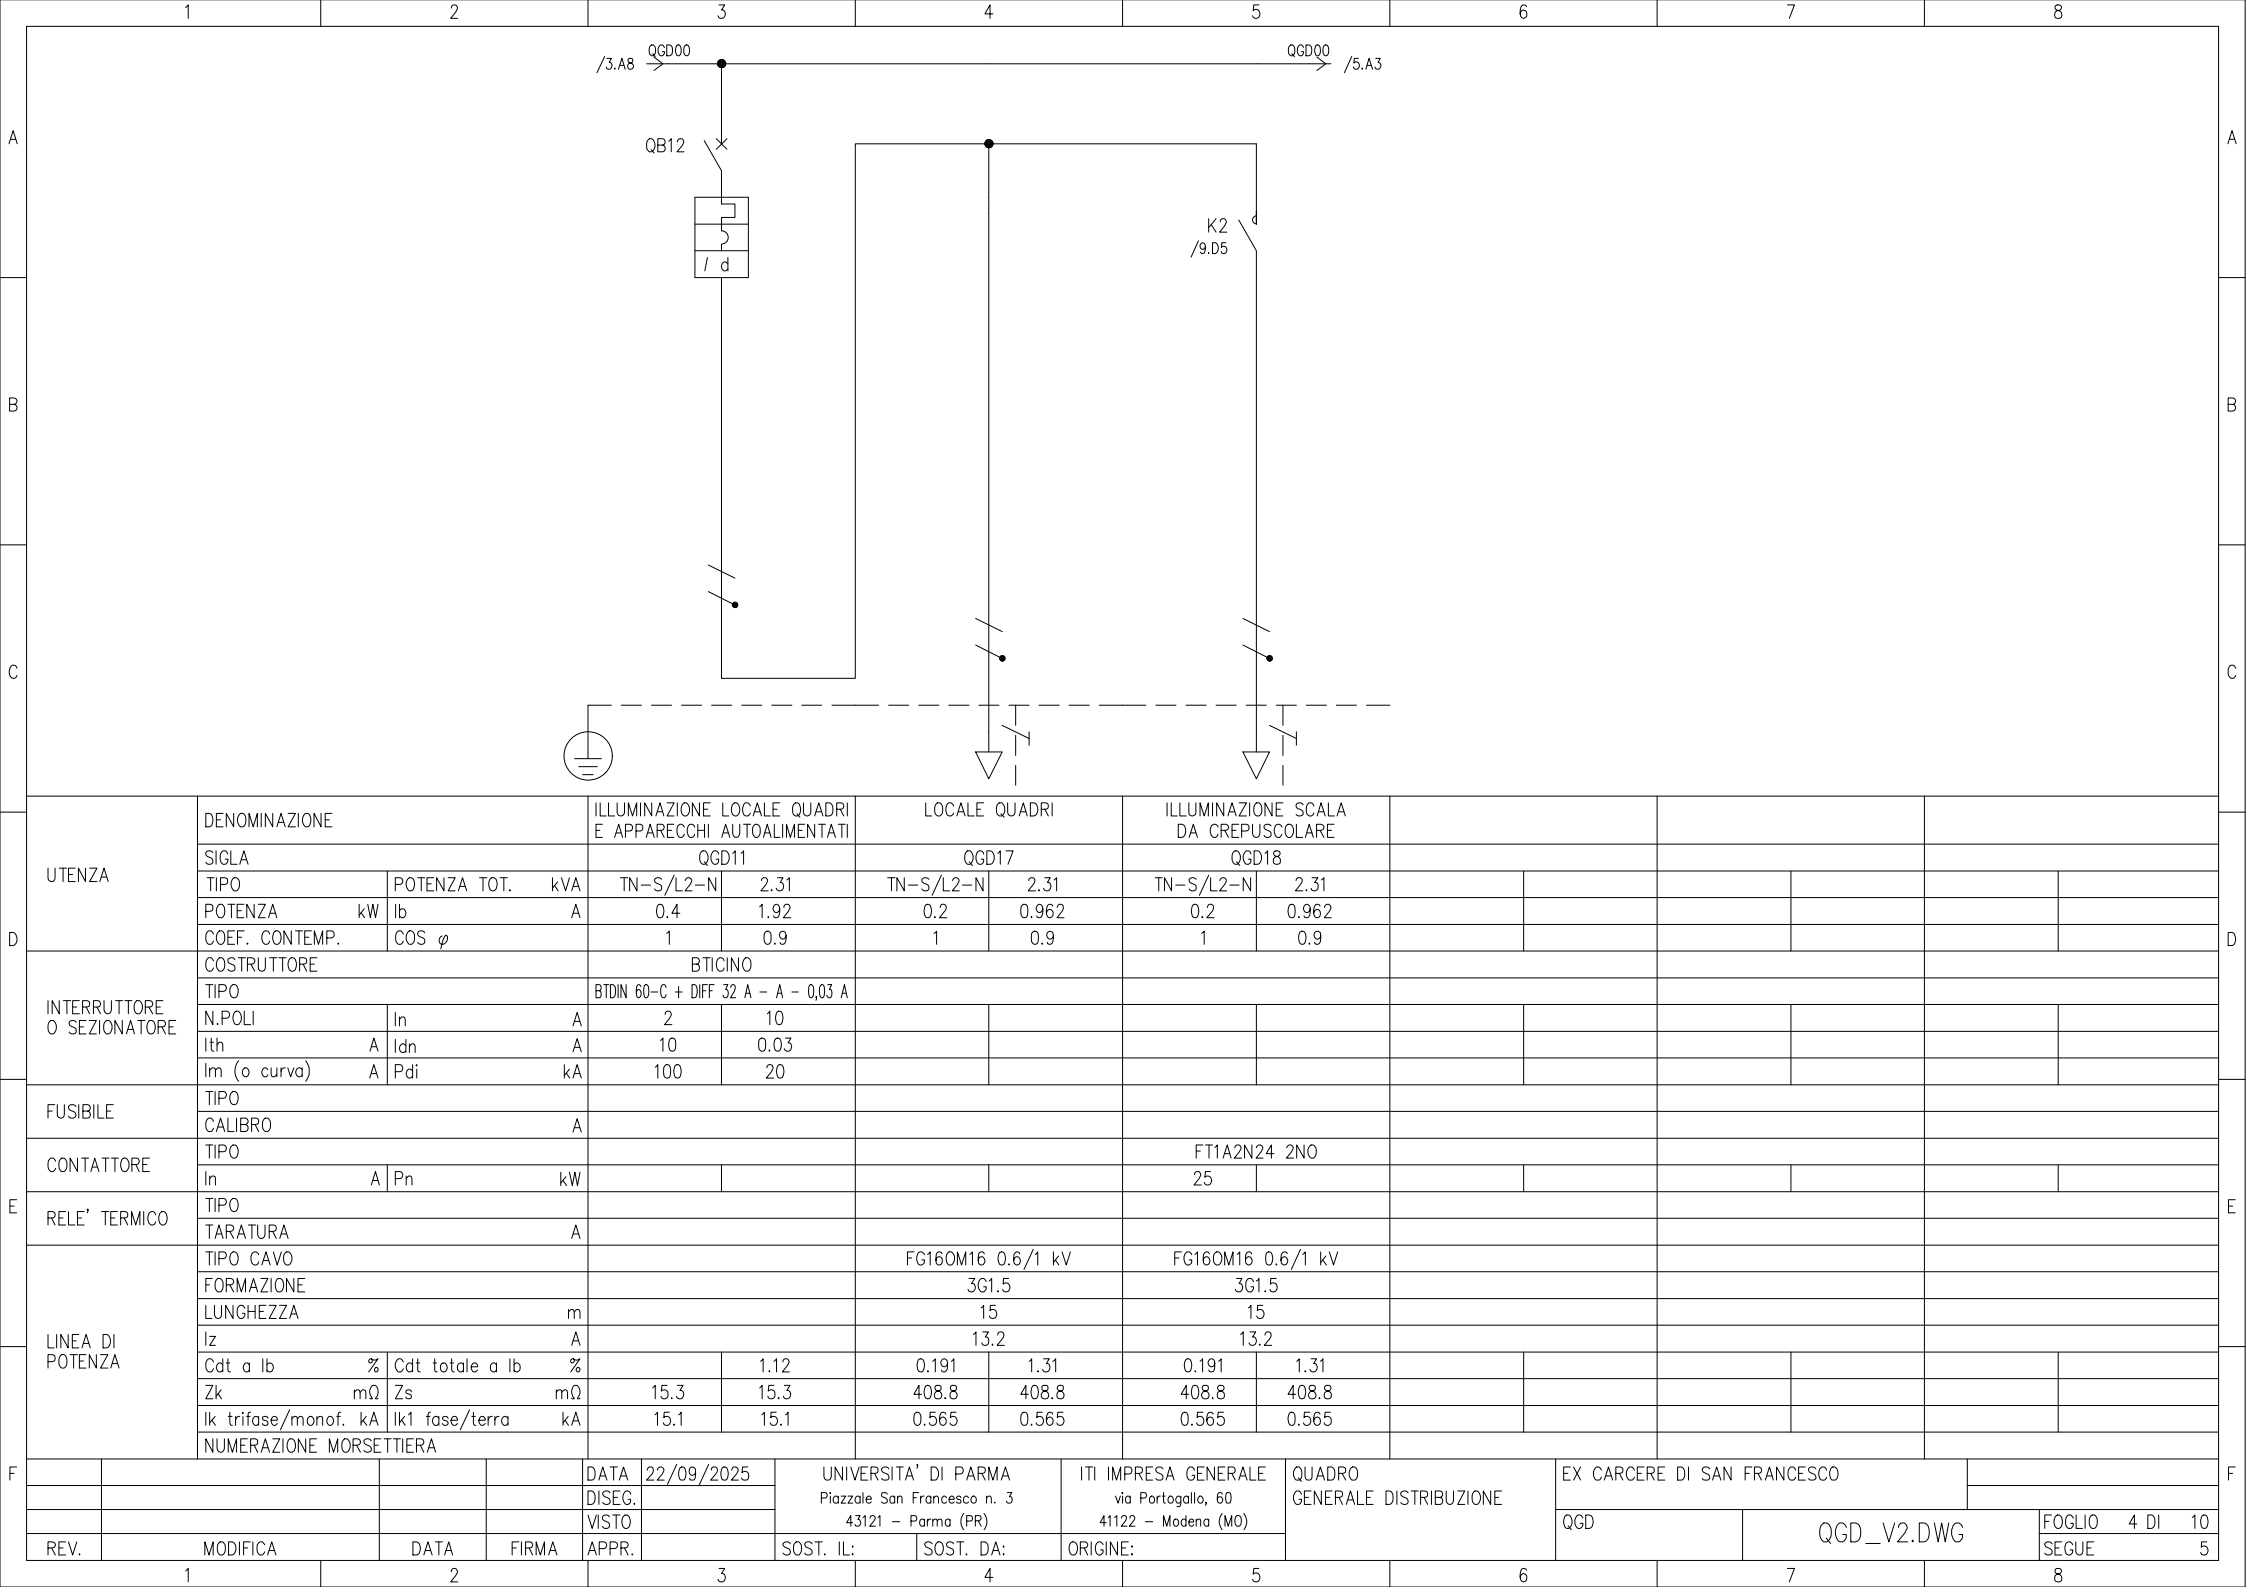 1 2 3 4 5 6 7 8
QGD00 QGD00
/3.A8 /5.A3
A QB12 A
K2
/9.D5
I d
B B
C C
DENOMINAZIONE ILLUMINAZIONE LOCALE QUADRI LOCALE QUADRI ILLUMINAZIONE SCALA
E APPARECCHI AUTOALIMENTATI DA CREPUSCOLARE
UTENZA
SIGLA QGD11 QGD17 QGD18
TIPO POTENZA TOT. kVA TN-S/L2-N 2.31 TN-S/L2-N 2.31 TN-S/L2-N 2.31
POTENZA kW Ib A 0.4 1.92 0.2 0.962 0.2 0.962
D COEF. CONTEMP. COS φ 1 0.9 1 0.9 1 0.9 D
INTERRUTTORE
O SEZIONATORE
COSTRUTTORE BTICINO
TIPO BTDIN 60-C + DIFF 32 A - A - 0,03 A
N.POLI In A 2 10
Ith A Idn A 10 0.03
Im (o curva) A Pdi kA 100 20
FUSIBILE
TIPO
CALIBRO A
CONTATTORE
TIPO FT1A2N24 2NO
In A Pn kW 25
E RELE' TERMICO E
TIPO
TARATURA A
LINEA DI
POTENZA
TIPO CAVO FG16OM16 0.6/1 kV FG16OM16 0.6/1 kV
FORMAZIONE 3G1.5 3G1.5
LUNGHEZZA m 15 15
Iz A 13.2 13.2
Cdt a Ib % Cdt totale a Ib % 1.12 0.191 1.31 0.191 1.31
Zk mΩ Zs mΩ 15.3 15.3 408.8 408.8 408.8 408.8
Ik trifase/monof. kA Ik1 fase/terra kA 15.1 15.1 0.565 0.565 0.565 0.565
NUMERAZIONE MORSETTIERA
F F
DATA 22/09/2025
DISEG.
VISTO
REV. MODIFICA DATA FIRMA APPR.
UNIVERSITA' DI PARMA
Piazzale San Francesco n. 3
43121 - Parma (PR)
SOST. IL: SOST. DA:
ITI IMPRESA GENERALE
via Portogallo, 60
41122 - Modena (MO)
ORIGINE:
QUADRO
GENERALE DISTRIBUZIONE
EX CARCERE DI SAN FRANCESCO
QGD
QGD_V2.DWG
FOGLIO 4 DI 10
SEGUE 5
1 2 3 4 5 6 7 8